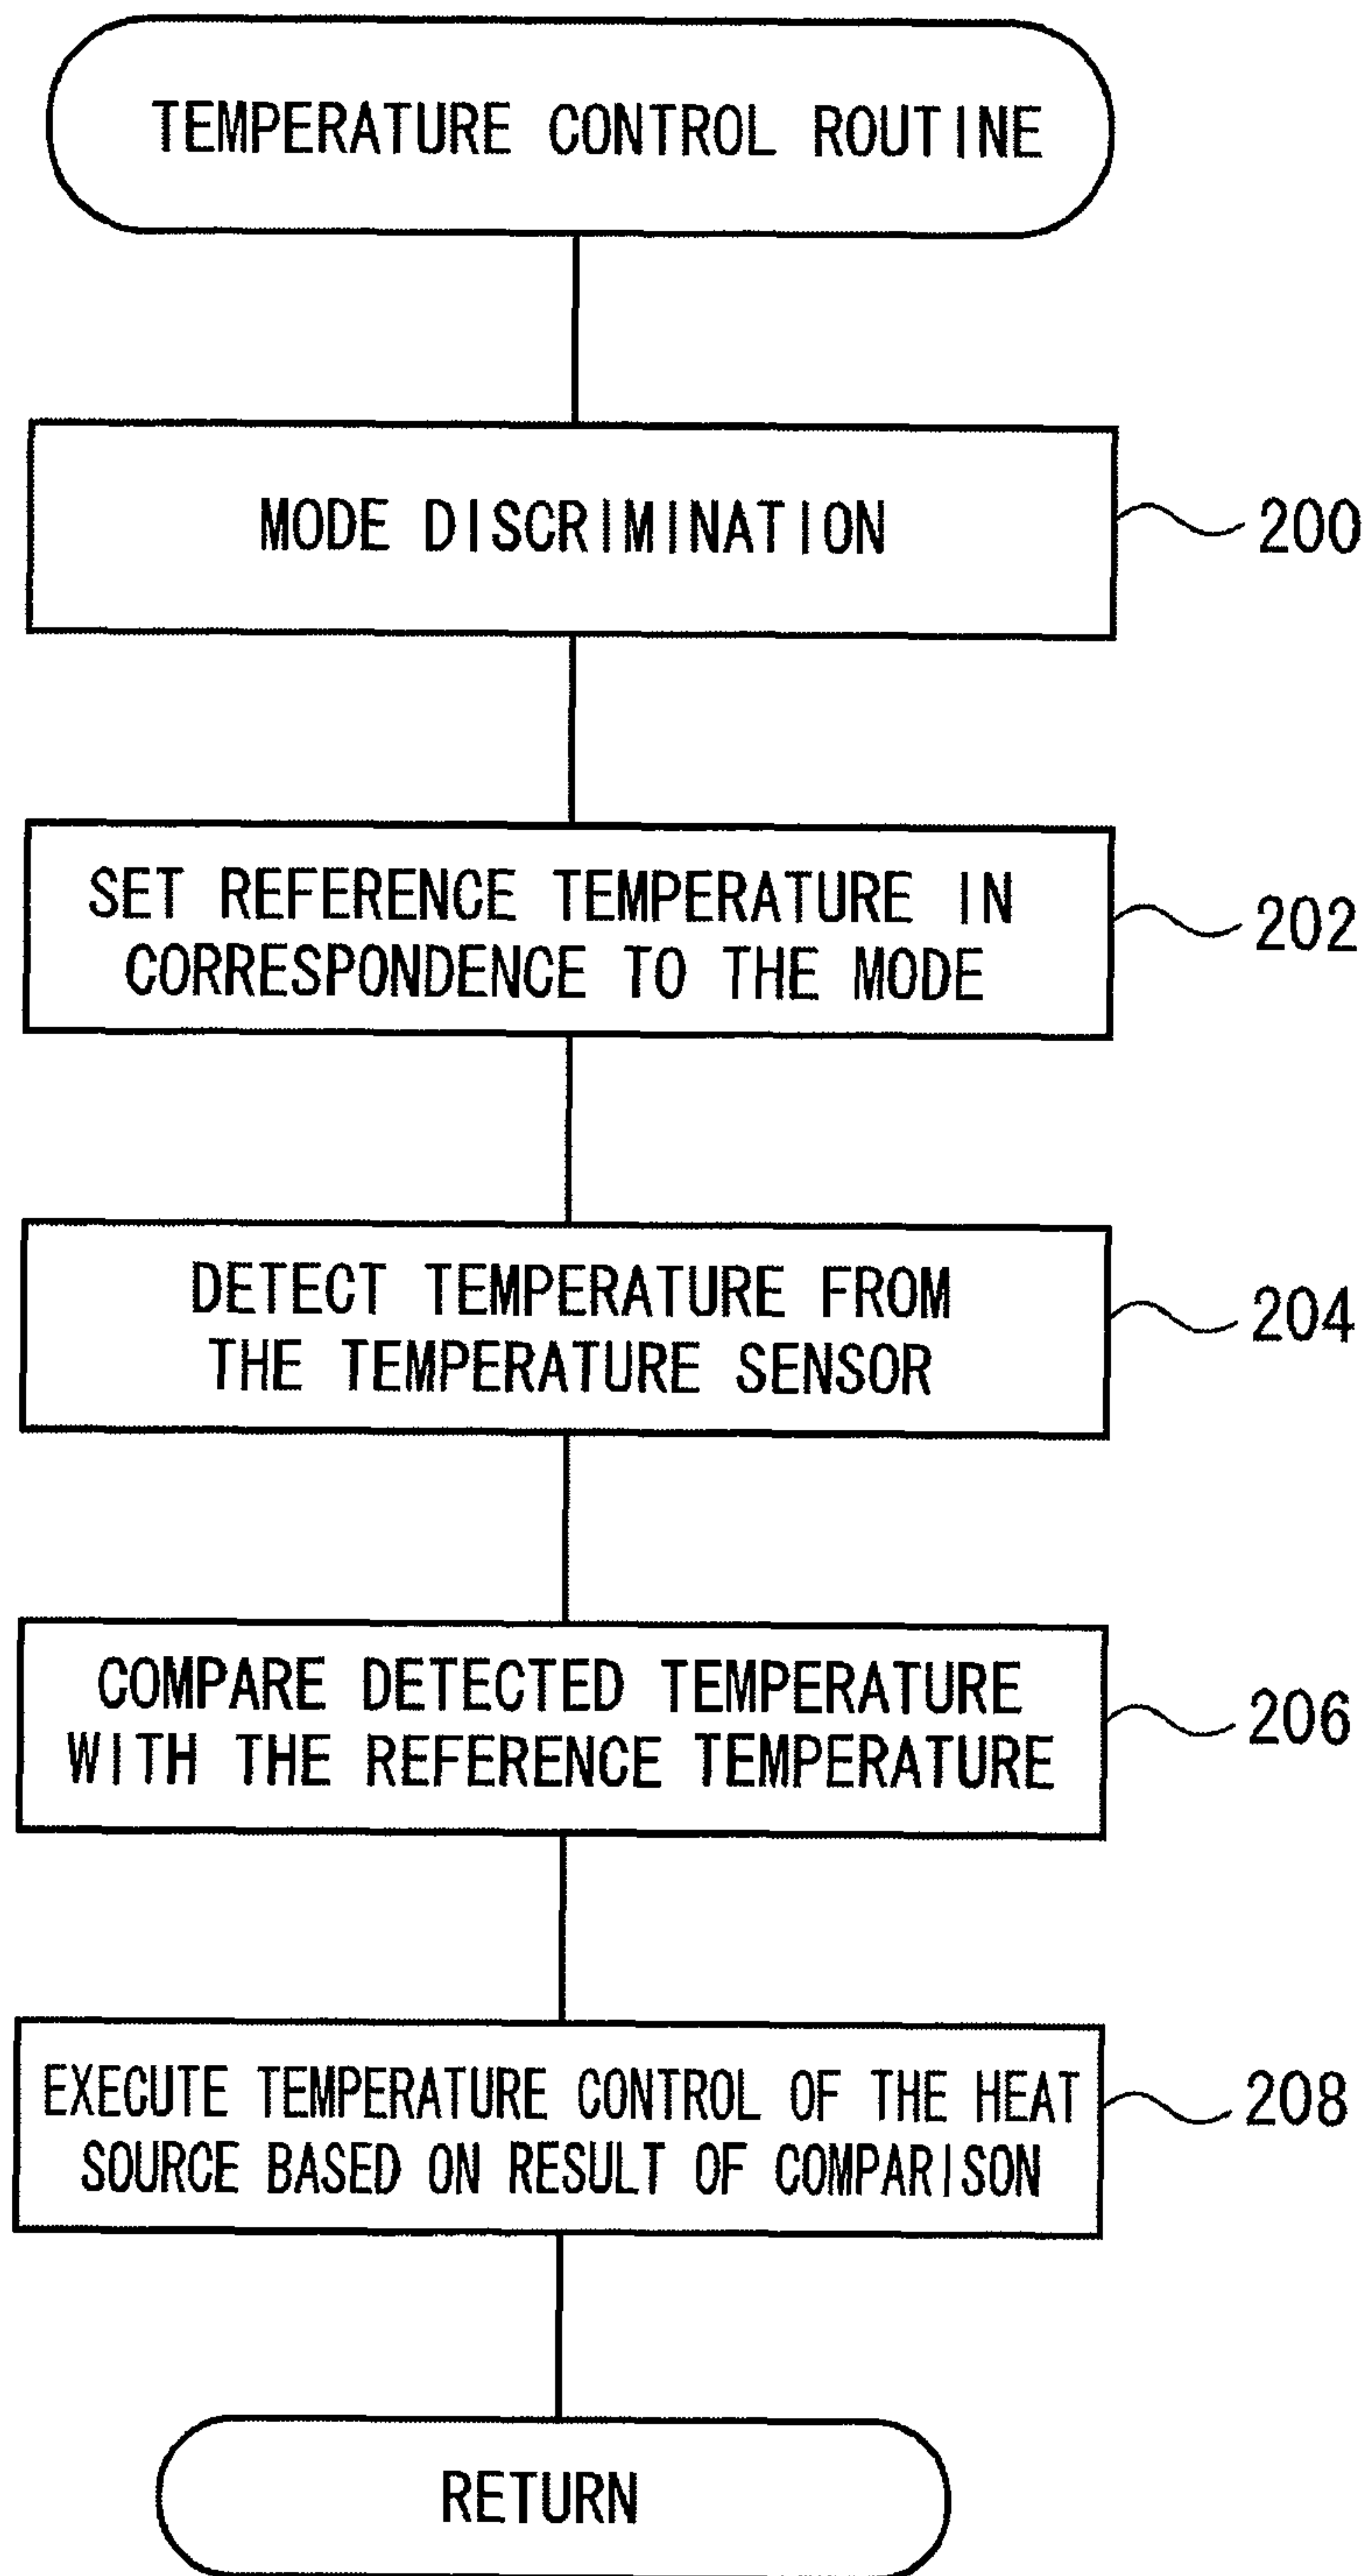 TEMPERATURE CONTROL ROUTINE
MODE DISCRIMINATION
200
SET REFERENCE TEMPERATURE IN
CORRESPONDENCE TO THE MODE
202
DETECT TEMPERATURE FROM
THE TEMPERATURE SENSOR
204
COMPARE DETECTED TEMPERATURE
WITH THE REFERENCE TEMPERATURE
206
EXECUTE TEMPERATURE CONTROL OF THE HEAT
SOURCE BASED ON RESULT OF COMPARISON
208
RETURN